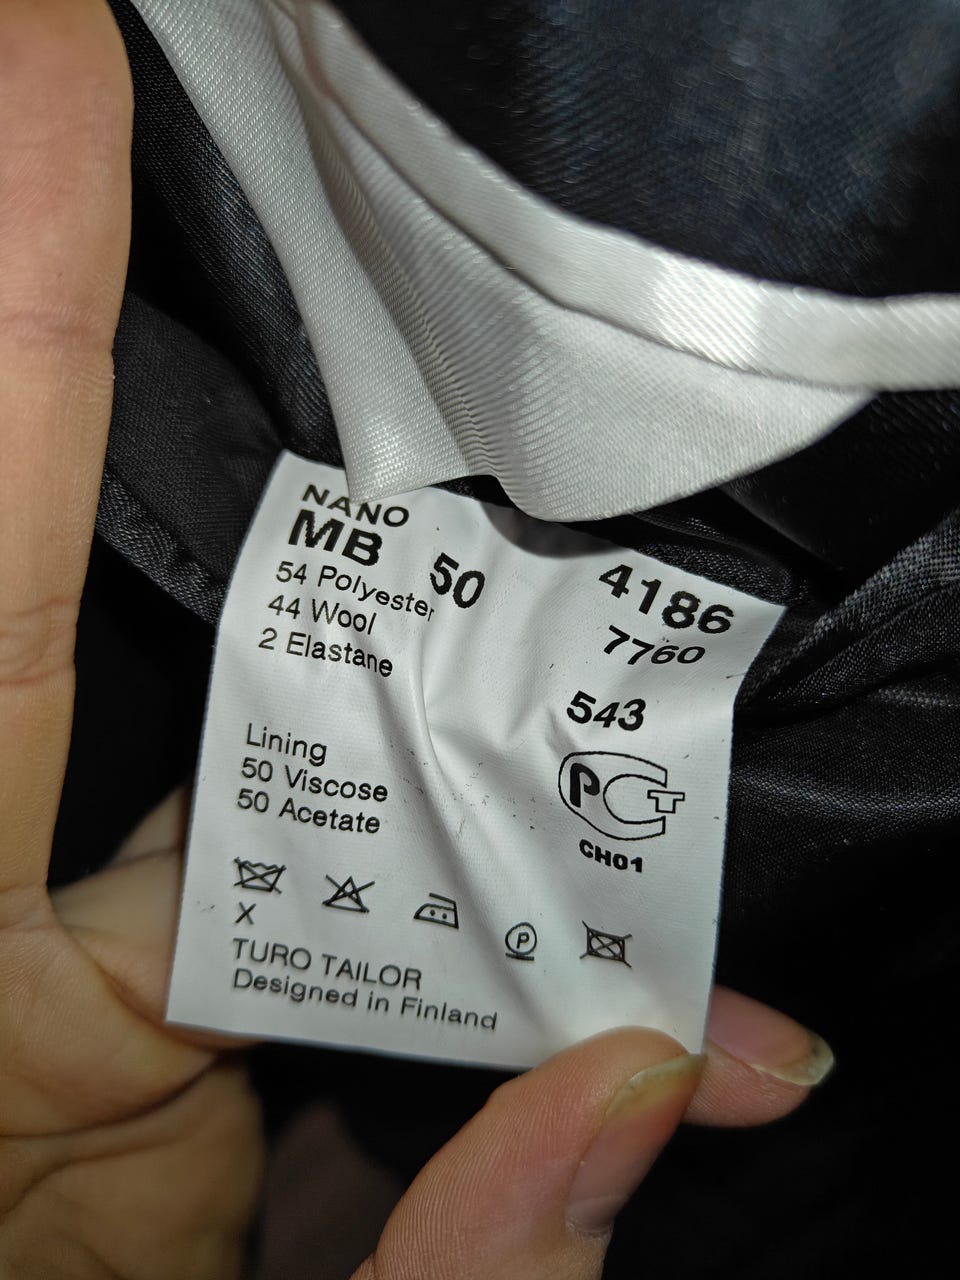 NANO
MB 50 4186
54 Polyester 7760
44 Wool
2 Elastane 543
Lining
50 Viscose
50 Acetate
РСТ
CH01
P
X
TURO TAILOR
Designed in Finland